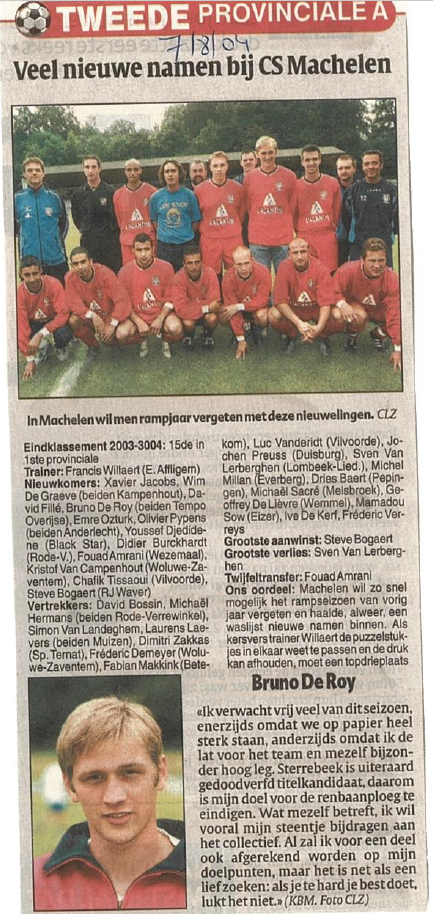 TWEEDE PROVINCIALE A
7/8/04
Veel nieuwe namen bij CS Machelen
In Machelen wil men rampjaar vergeten met deze nieuwelingen. CLZ
Eindklassement 2003-3004: 15de in
1ste provinciale
Trainer: Francis Willaert (E. Affligem)
Nieuwkomers: Xavier Jacobs, Wim
De Graeve (beiden Kampenhout), Da-
vid Fillé, Bruno De Roy (beiden Tempo
Overijse), Emre Ozturk, Olivier Pypens
(beiden Anderlecht), Youssef Djedide-
ne (Black Star), Didier Burckhardt
(Rode-V.), Fouad Amrani (Wezemaal),
Kristof Van Campenhout (Woluwe-Za-
ventem), Chafik Tissaoui (Vilvoorde),
Steve Bogaert (RJ Waver)
Vertrekkers: David Bossin, Michaël
Hermans (beiden Rode-Verrewinkel),
Simon Van Landeghem, Laurens Lae-
vers (beiden Muizen), Dimitri Zakkas
(Sp. Ternat), Fréderic Demeyer (Wolu-
we-Zaventem), Fabian Makkink (Bete-
kom), Luc Vanderidt (Vilvoorde), Jo-
chen Preuss (Duisburg), Sven Van
Lerberghen (Lombeek-Lied.), Michel
Millan (Everberg), Dries Baert (Pepin-
gen), Michaël Sacré (Melsbroek), Ge-
offrey De Lièvre (Wemmel), Mamadou
Sow (Eizer), Ive De Kerf, Fréderic Ver-
reys
Grootste aanwinst: Steve Bogaert
Grootste verlies: Sven Van Lerberg-
hen
Twijfeltransfer: Fouad Amrani
Ons oordeel: Machelen wil zo snel
mogelijk het rampseizoen van vorig
jaar vergeten en haalde, alweer, een
waslijst nieuwe namen binnen. Als
kersvers trainer Willaert de puzzelstuk-
jes in elkaar weet te passen en de druk
kan afhouden, moet een topdrieplaats
Bruno De Roy
«Ik verwacht vrij veel van dit seizoen,
enerzijds omdat we op papier heel
sterk staan, anderzijds omdat ik de
lat voor het team en mezelf bijzon-
der hoog leg. Sterrebeek is uiteraard
gedoodverfd titelkandidaat, daarom
is mijn doel voor de renbaanploeg te
eindigen. Wat mezelf betreft, ik wil
vooral mijn steentje bijdragen aan
het collectief. Al zal ik voor een deel
ook afgerekend worden op mijn
doelpunten, maar het is net als een
lief zoeken: als je te hard je best doet,
lukt het niet.» (KBM. Foto CLZ)